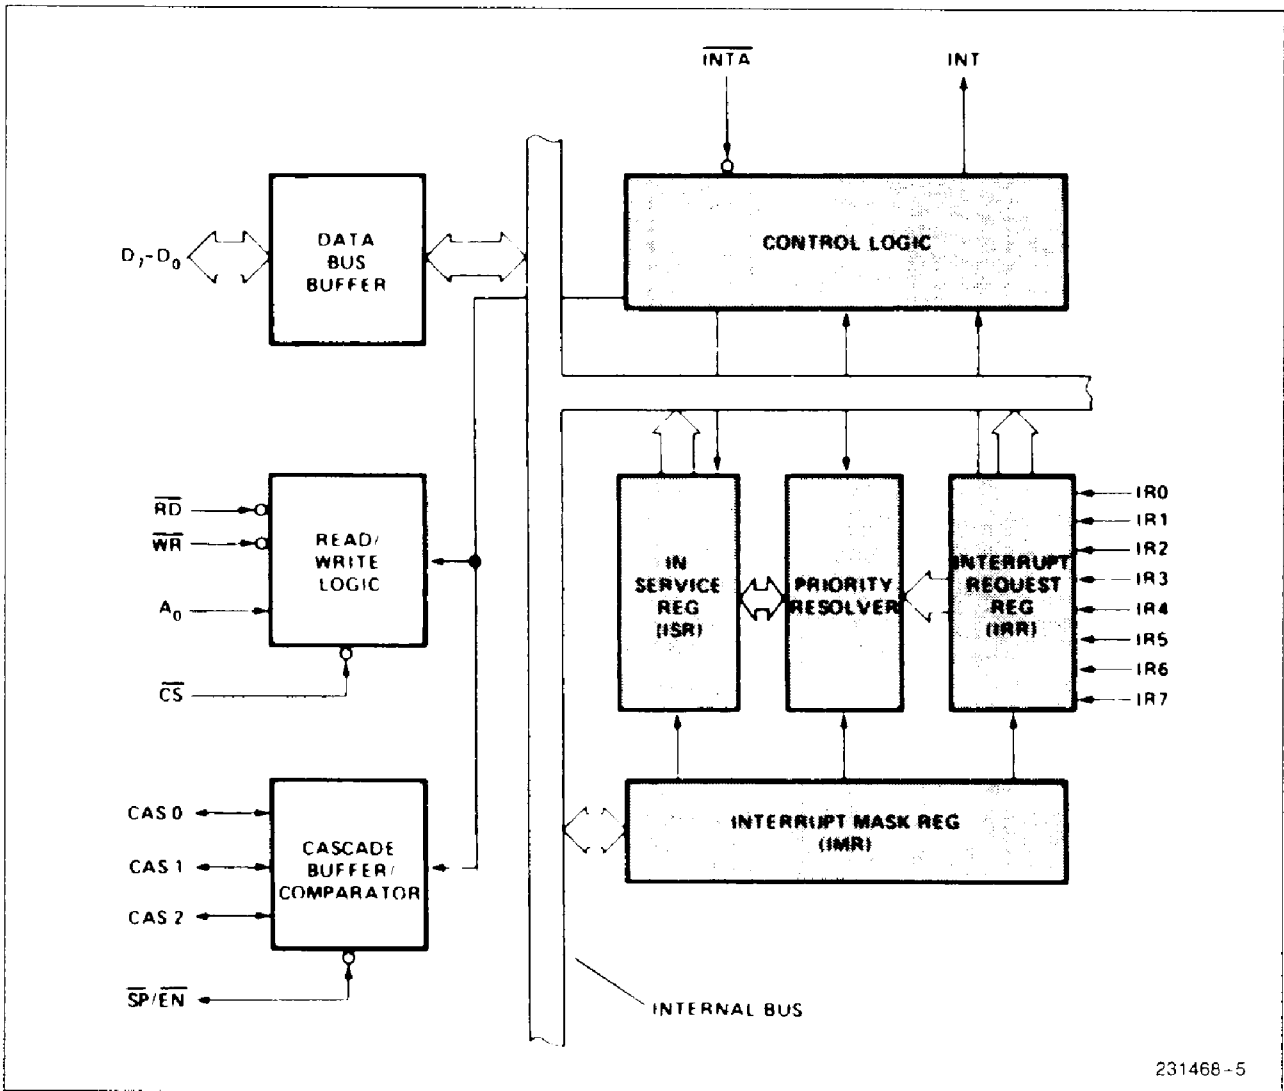 INTA
INT
CONTROL LOGIC
DATA
BUS
BUFFER
D7-D0
RD
WR
A0
CS
READ/
WRITE
LOGIC
IN
SERVICE
REG
(ISR)
PRIORITY
RESOLVER
INTERRUPT
REQUEST
REG
(IRR)
IR0
IR1
IR2
IR3
IR4
IR5
IR6
IR7
INTERRUPT MASK REG
(IMR)
CAS 0
CAS 1
CAS 2
SP/EN
CASCADE
BUFFER/
COMPARATOR
INTERNAL BUS
231468-5